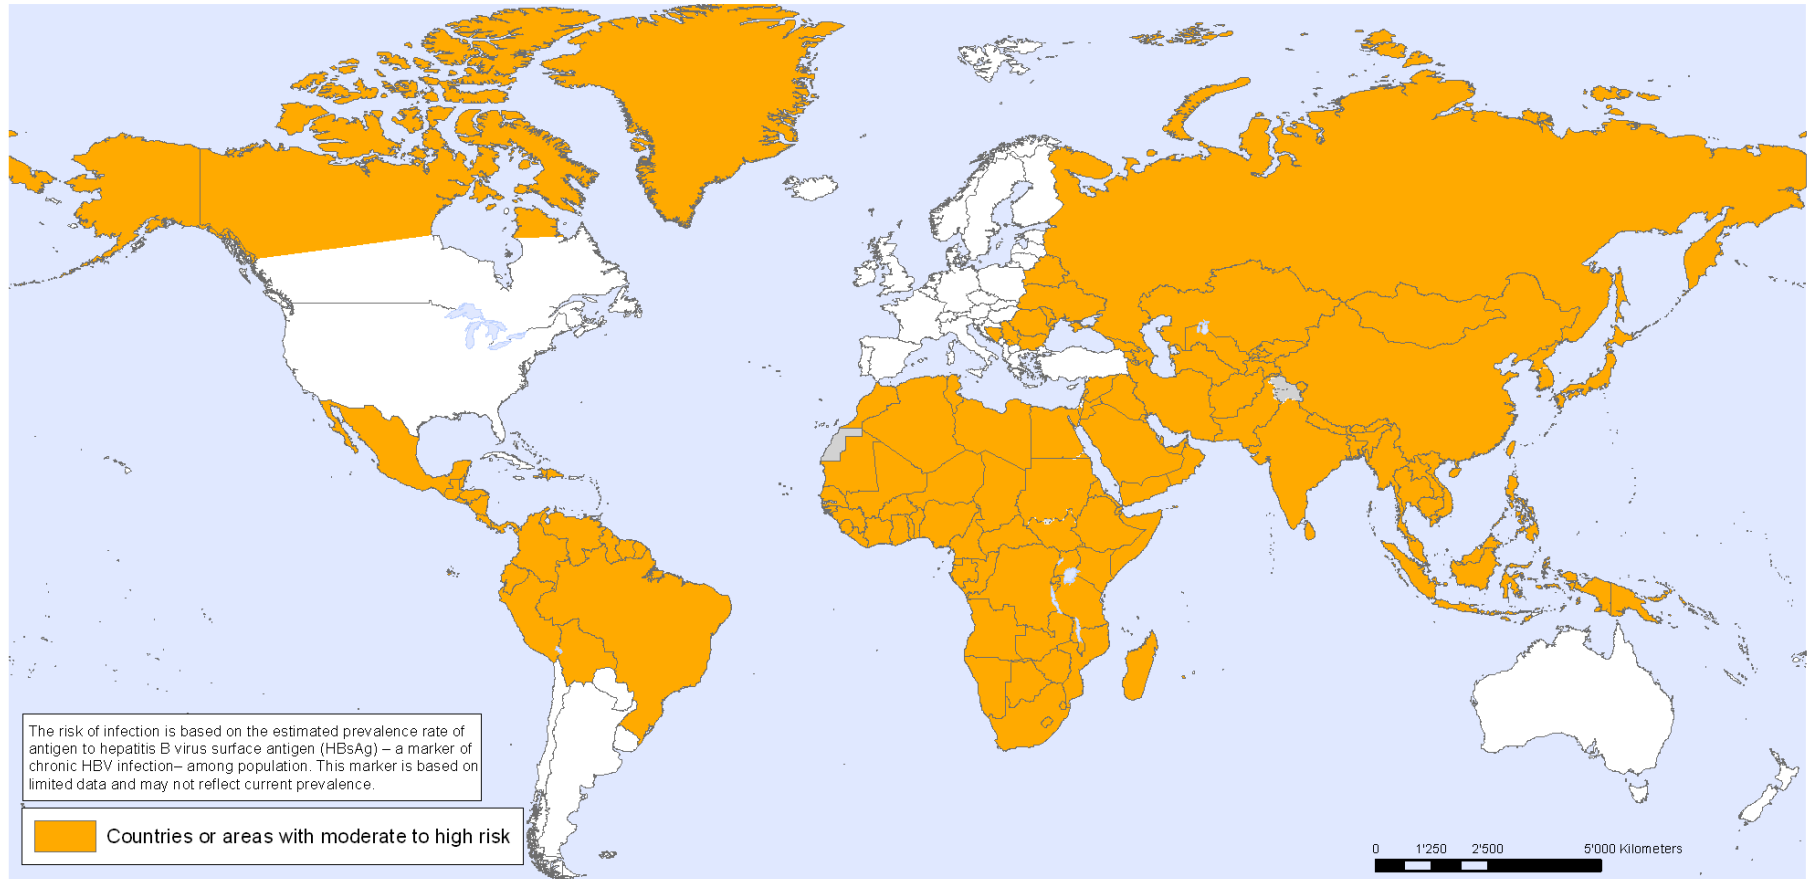 The risk of infection is based on the estimated prevalence rate of
antigen to hepatitis B virus surface antigen (HBsAg) – a marker of
chronic HBV infection– among population. This marker is based on
limited data and may not reflect current prevalence.
Countries or areas with moderate to high risk
0 1'250 2'500 5'000 Kilometers